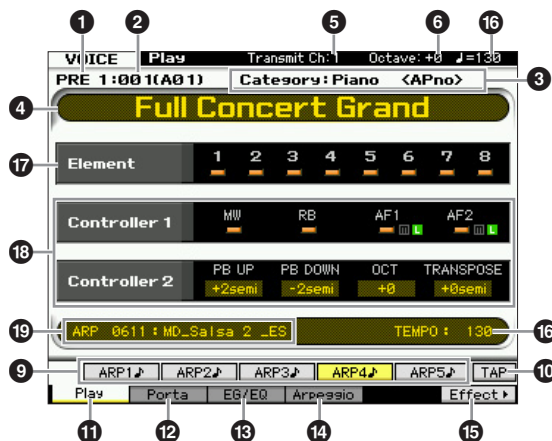 1 2 5 6 16
VOICE Play Transmit Ch:1 Octave:+0 ♩=130
PRE 1:001(A01) Category:Piano <APno> 3
4 Full Concert Grand
17 Element 1 2 3 4 5 6 7 8
18 Controller 1 MW RB AF1 m L AF2 m L
Controller 2 PB UP PB DOWN OCT TRANSPOSE
+2semi -2semi +0 +0semi
19 ARP 0611:MD_Salsa 2 _ES TEMPO: 130 16
9 ARP1♪ ARP2♪ ARP3♪ ARP4♪ ARP5♪ TAP 10
Play Porta EG/EQ Arpeggio Effect
11 12 13 14 15